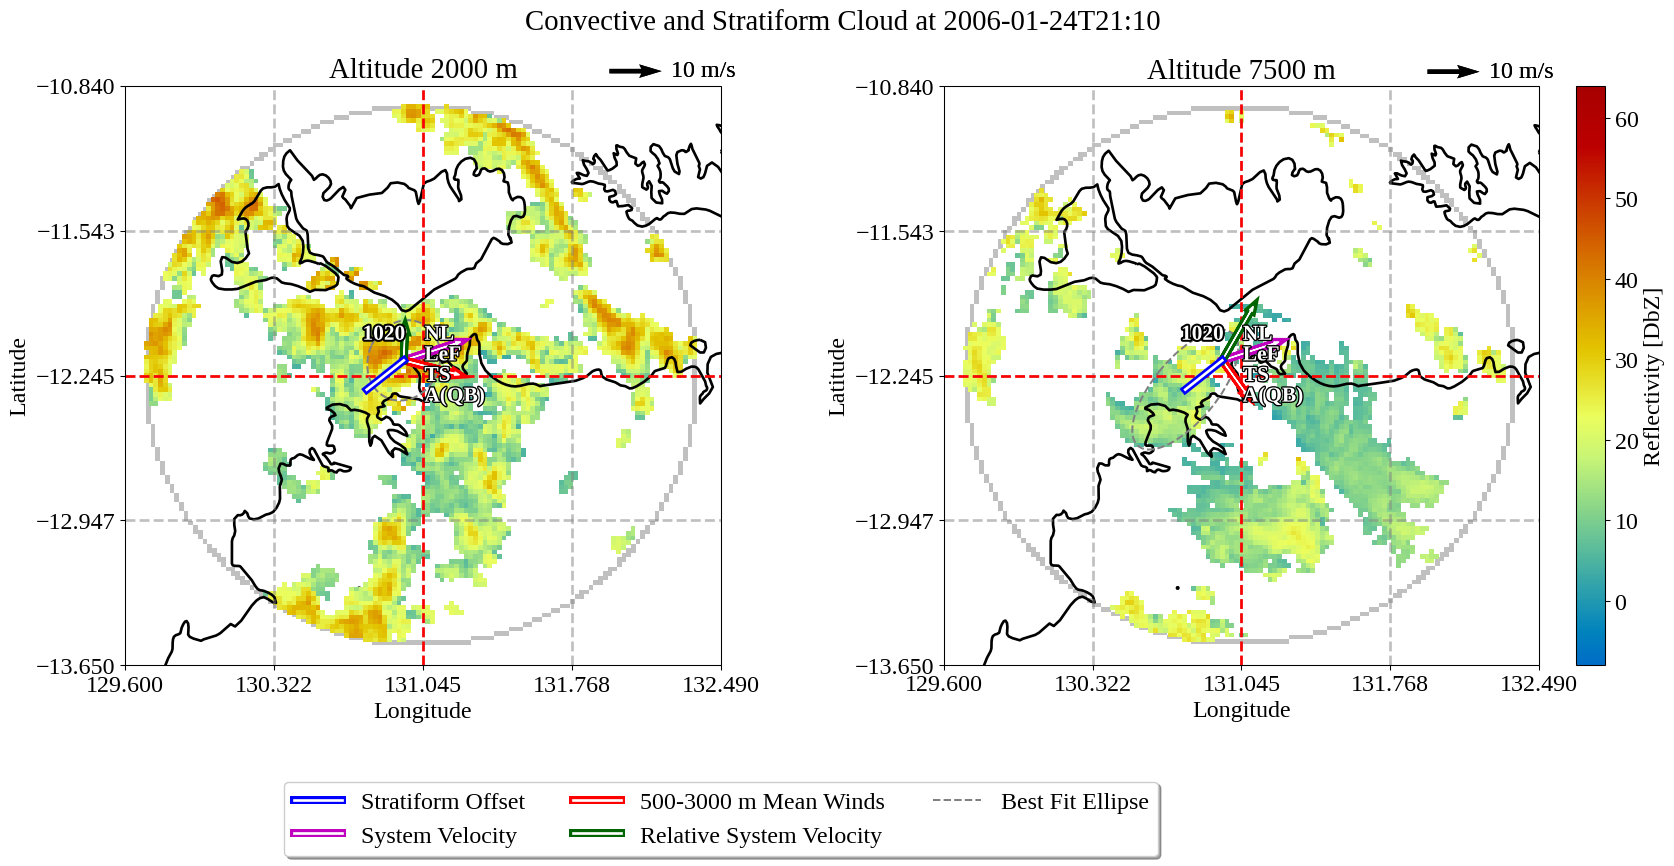 Convective and Stratiform Cloud at 2006-01-24T21:10
Altitude 2000 m
10 m/s
−10.840
−11.543
−12.245
−12.947
−13.650
Latitude
1020
NL
LeF
TS
A(QB)
129.600
130.322
131.045
131.768
132.490
Longitude
Altitude 7500 m
10 m/s
−10.840
−11.543
−12.245
−12.947
−13.650
Latitude
1020
NL
LeF
TS
A(QB)
129.600
130.322
131.045
131.768
132.490
Longitude
60
50
40
30
20
10
0
Reflectivity [DbZ]
Stratiform Offset
System Velocity
500-3000 m Mean Winds
Relative System Velocity
Best Fit Ellipse